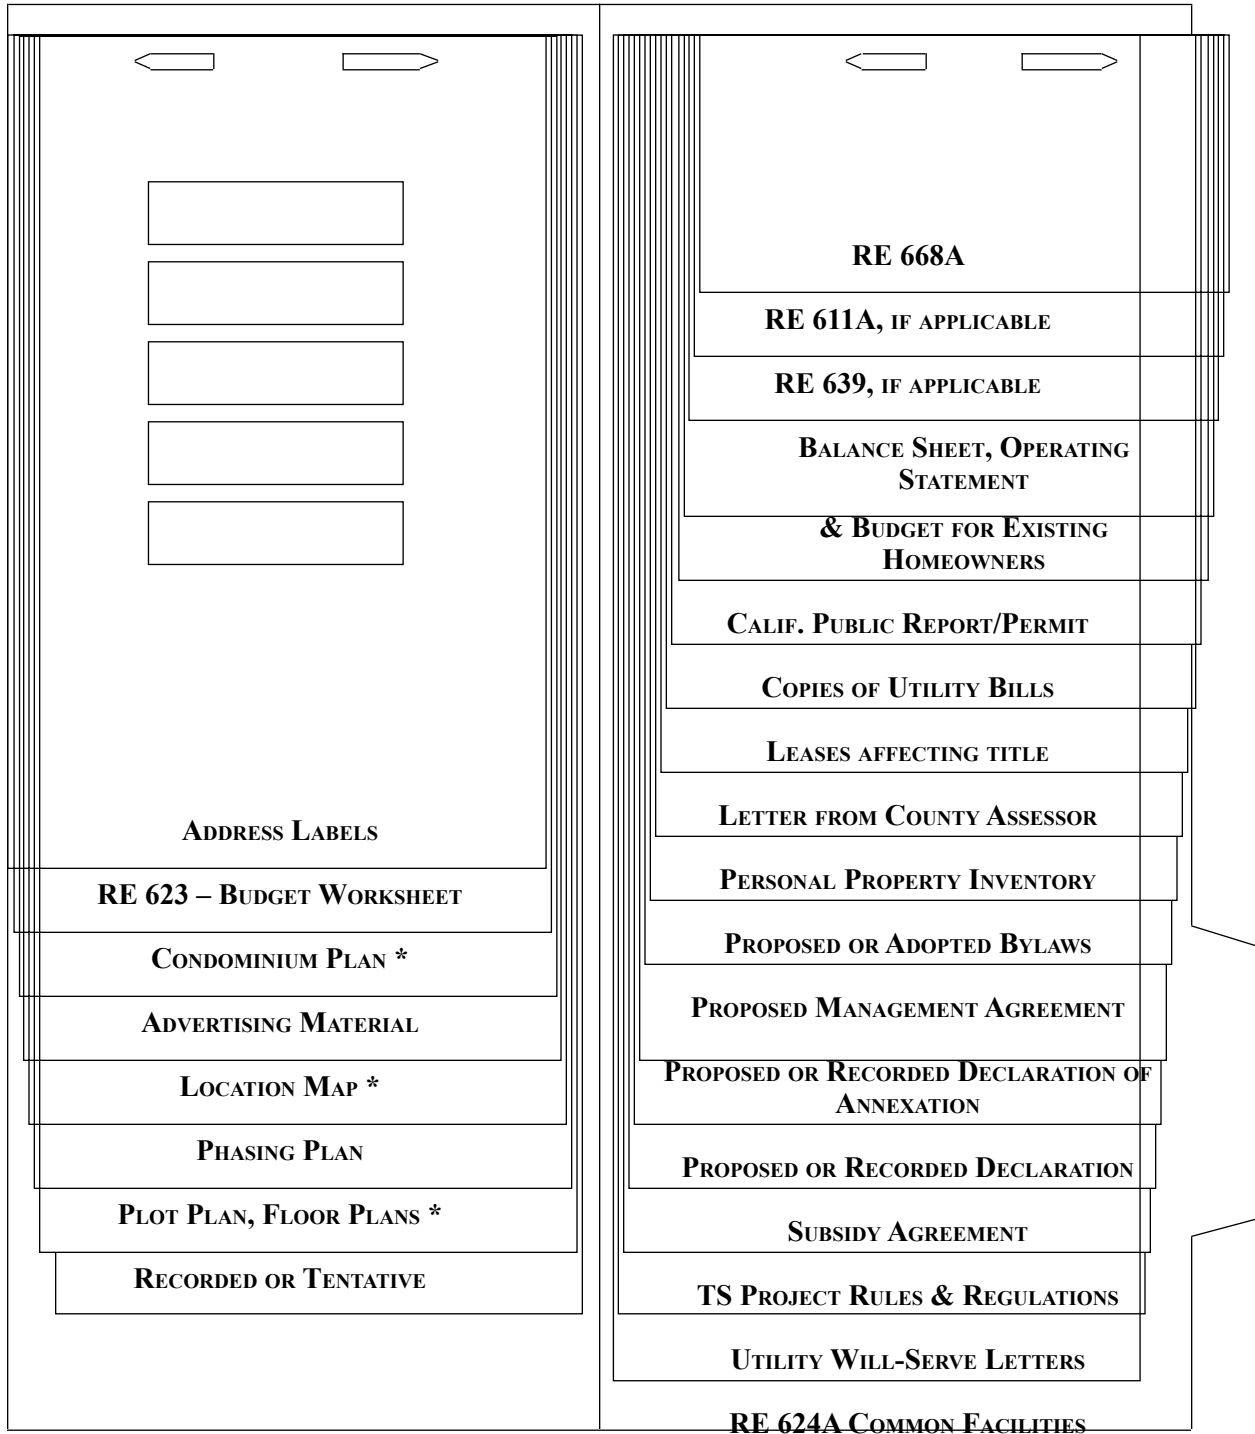 Address Labels
RE 623 – Budget Worksheet
Condominium Plan *
Advertising Material
Location Map *
Phasing Plan
Plot Plan, Floor Plans *
Recorded or Tentative
RE 668A
RE 611A, if applicable
RE 639, if applicable
Balance Sheet, Operating
Statement
& Budget for Existing
Homeowners
Calif. Public Report/Permit
Copies of Utility Bills
Leases affecting title
Letter from County Assessor
Personal Property Inventory
Proposed or Adopted Bylaws
Proposed Management Agreement
Proposed or Recorded Declaration of
Annexation
Proposed or Recorded Declaration
Subsidy Agreement
TS Project Rules & Regulations
Utility Will-Serve Letters
RE 624A Common Facilities